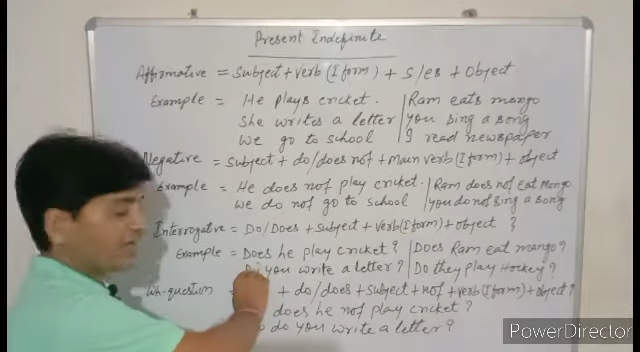 Present Indefinite
Affirmative = Subject + Verb (I form) + s/es + Object
Example = He plays cricket. | Ram eats mango
She writes a letter | You sing a song
We go to school | I read newspaper
Negative = Subject + do/does not + Main verb (I form) + object
Example = He does not play cricket. | Ram does not eat Mango
We do not go to school | You do not sing a song
Interrogative = Do/Does + Subject + Verb (I form) + object ?
Example = Does he play cricket? | Does Ram eat mango?
you write a letter? | Do they play Hockey?
Wh-question + do/does + Subject + not + verb (I form) + object?
does he not play cricket?
do you write a letter?
PowerDirector